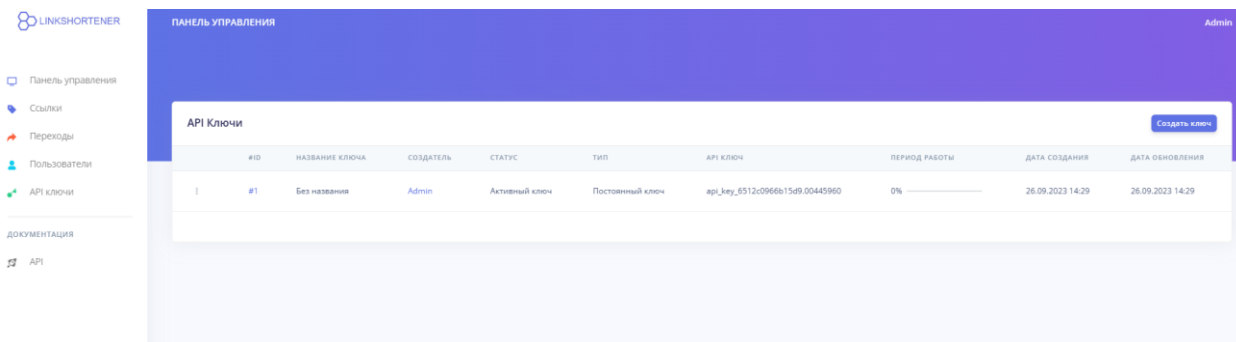 LINKSHORTENER
Панель управления
Ссылки
Переходы
Пользователи
API ключи
ДОКУМЕНТАЦИЯ
API
ПАНЕЛЬ УПРАВЛЕНИЯ Admin
API Ключи Создать ключ
#ID НАЗВАНИЕ КЛЮЧА СОЗДАТЕЛЬ СТАТУС ТИП API КЛЮЧ ПЕРИОД РАБОТЫ ДАТА СОЗДАНИЯ ДАТА ОБНОВЛЕНИЯ
#1 Без названия Admin Активный ключ Постоянный ключ api_key_6512c0966b15d9.00445960 0% 26.09.2023 14:29 26.09.2023 14:29